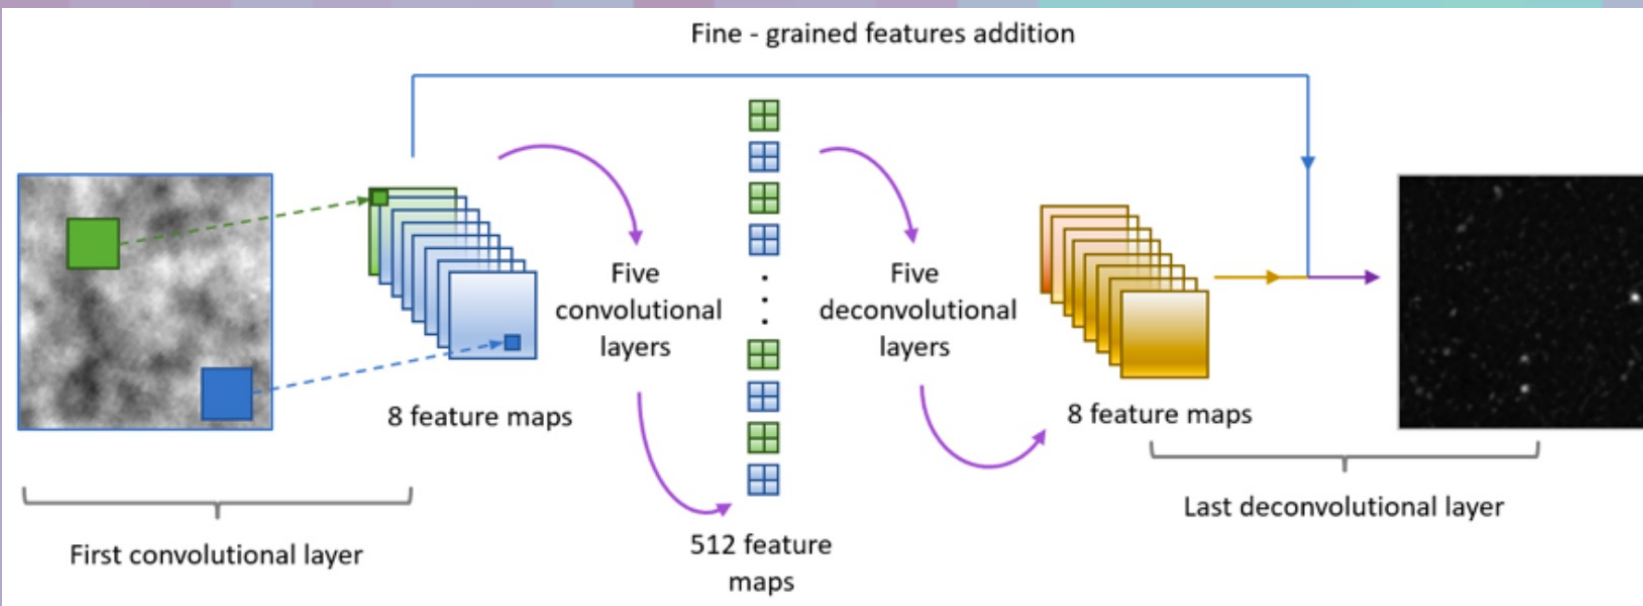 Fine - grained features addition
Five
convolutional
layers
Five
deconvolutional
layers
8 feature maps
8 feature maps
First convolutional layer
512 feature
maps
Last deconvolutional layer